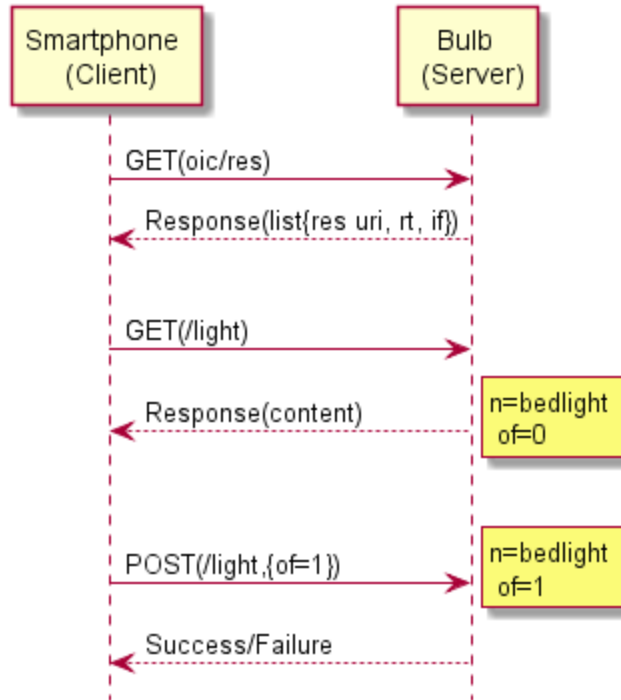 Smartphone
(Client)
Bulb
(Server)
GET(oic/res)
Response(list{res uri, rt, if})
GET(/light)
Response(content)
n=bedlight
of=0
POST(/light,{of=1})
n=bedlight
of=1
Success/Failure